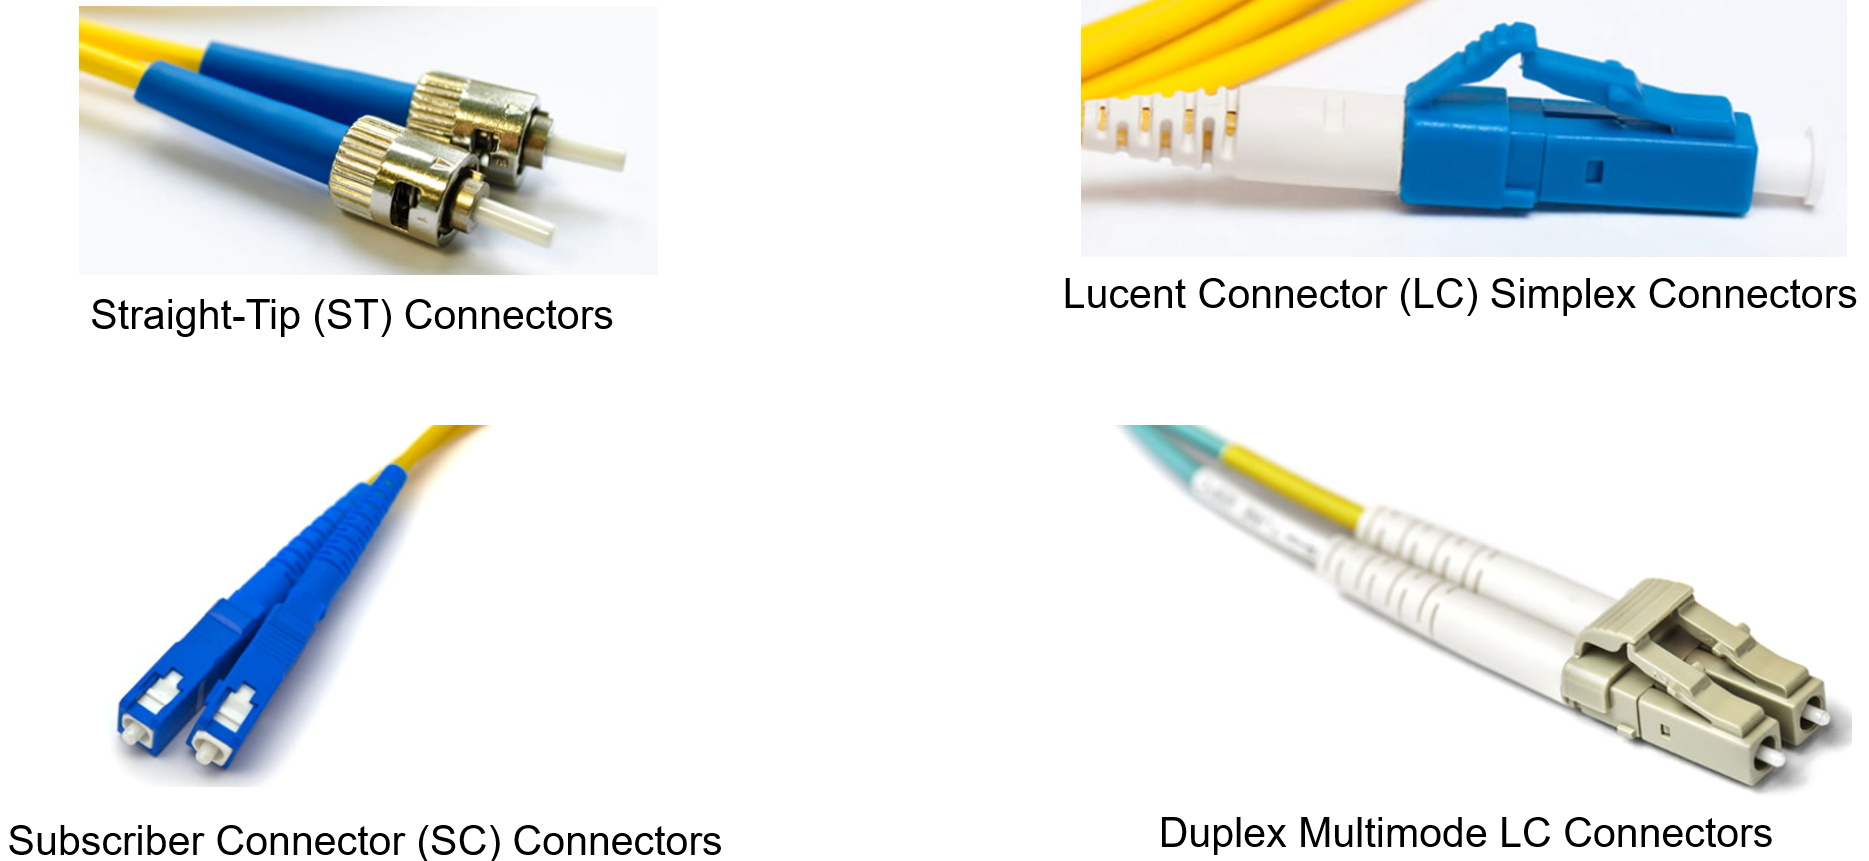 Straight-Tip (ST) Connectors
Lucent Connector (LC) Simplex Connectors
Subscriber Connector (SC) Connectors
Duplex Multimode LC Connectors